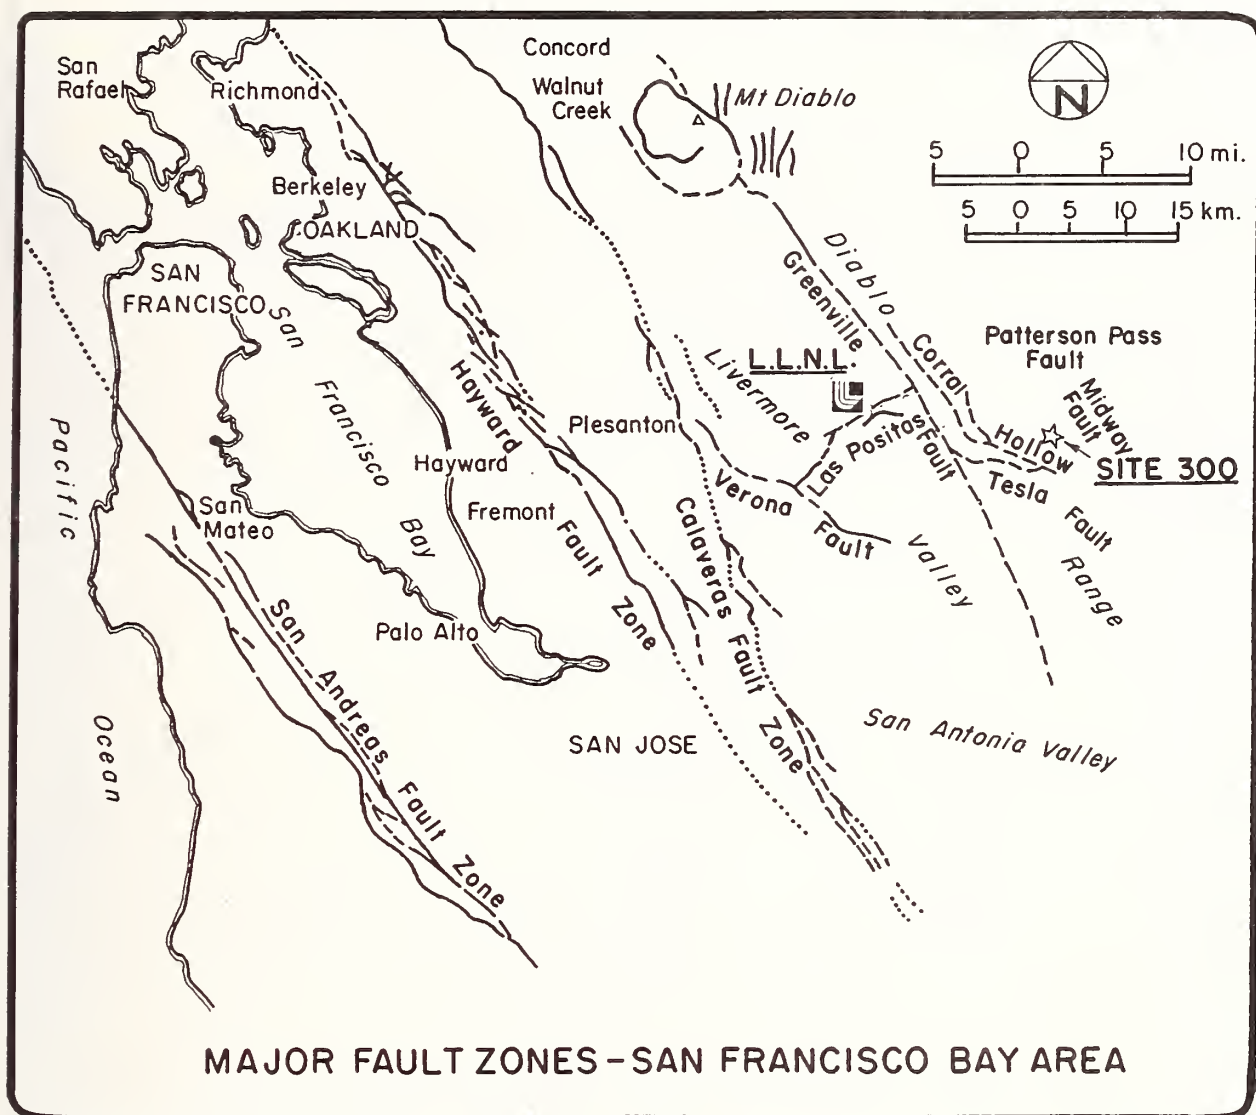 San
Rafael
Richmond
Concord
Walnut
Creek
Mt Diablo
N
5 0 5 10 mi.
5 0 5 10 15 km.
Berkeley
OAKLAND
SAN
FRANCISCO
San
Francisco
Bay
Pacific
Ocean
Hayward
Fault
Zone
Hayward
Fremont
San
Mateo
Palo Alto
San
Andreas
Fault
Zone
SAN JOSE
Plesanton
Livermore
Valley
L.L.N.L.
Greenville
Fault
Diablo
Range
Corral
Hollow
Patterson Pass
Fault
Midway
Fault
SITE 300
Tesla
Fault
Las Positas
Verona
Fault
Calaveras
Fault
Zone
San Antonia Valley
MAJOR FAULT ZONES – SAN FRANCISCO BAY AREA